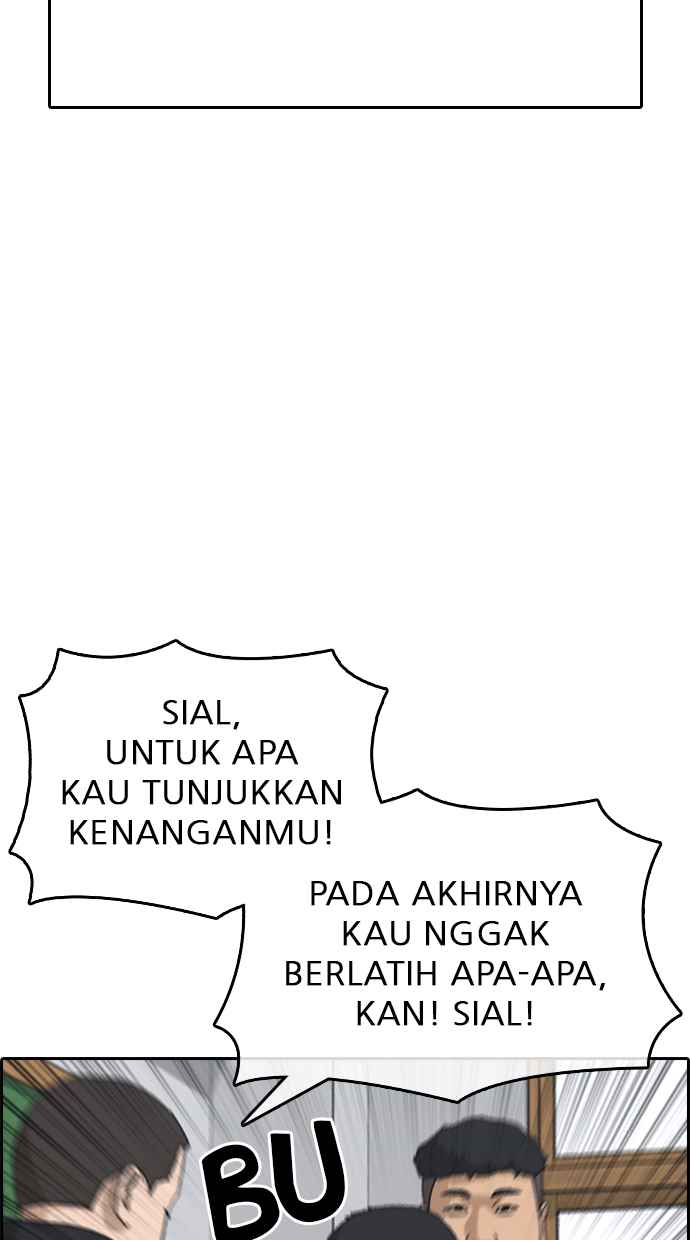 SIAL,
UNTUK APA
KAU TUNJUKKAN
KENANGANMU!
PADA AKHIRNYA
KAU NGGAK
BERLATIH APA-APA,
KAN! SIAL!
BU